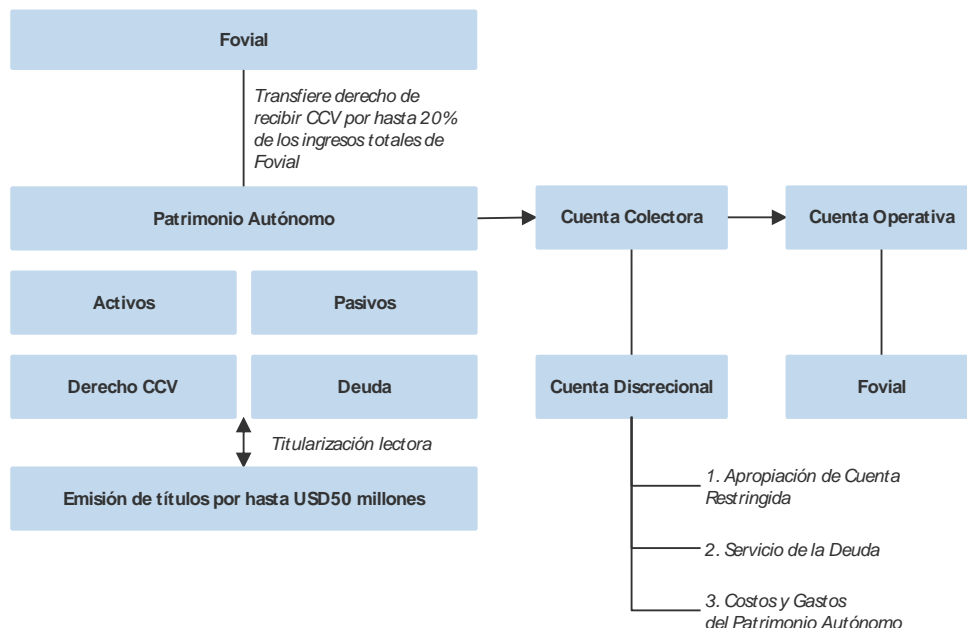 Fovial
Transfiere derecho de
recibir CCV por hasta 20%
de los ingresos totales de
Fovial
Patrimonio Autónomo
Cuenta Colectora
Cuenta Operativa
Activos
Pasivos
Derecho CCV
Deuda
Cuenta Discrecional
Fovial
Titularización lectora
Emisión de títulos por hasta USD50 millones
1. Apropiación de Cuenta
Restringida
2. Servicio de la Deuda
3. Costos y Gastos
del Patrimonio Autónomo